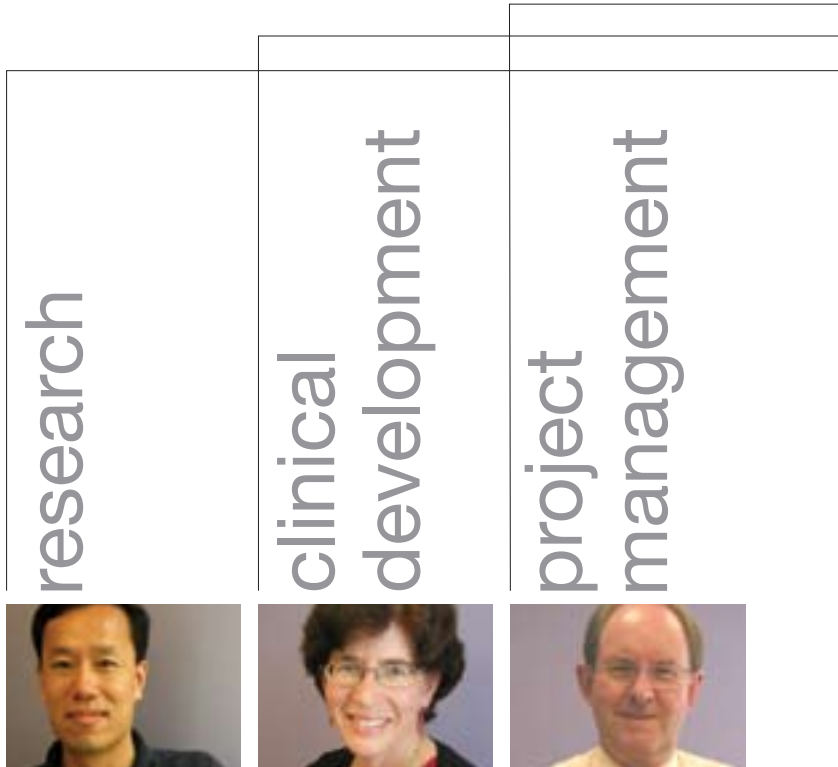 research
clinical
development
project
management